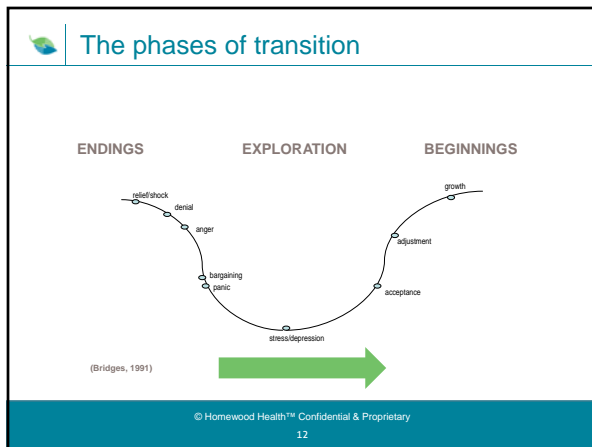 The phases of transition
ENDINGS EXPLORATION BEGINNINGS
relief/shock
denial
anger
bargaining
panic
stress/depression
growth
adjustment
acceptance
(Bridges, 1991)
© Homewood Health™ Confidential & Proprietary
12